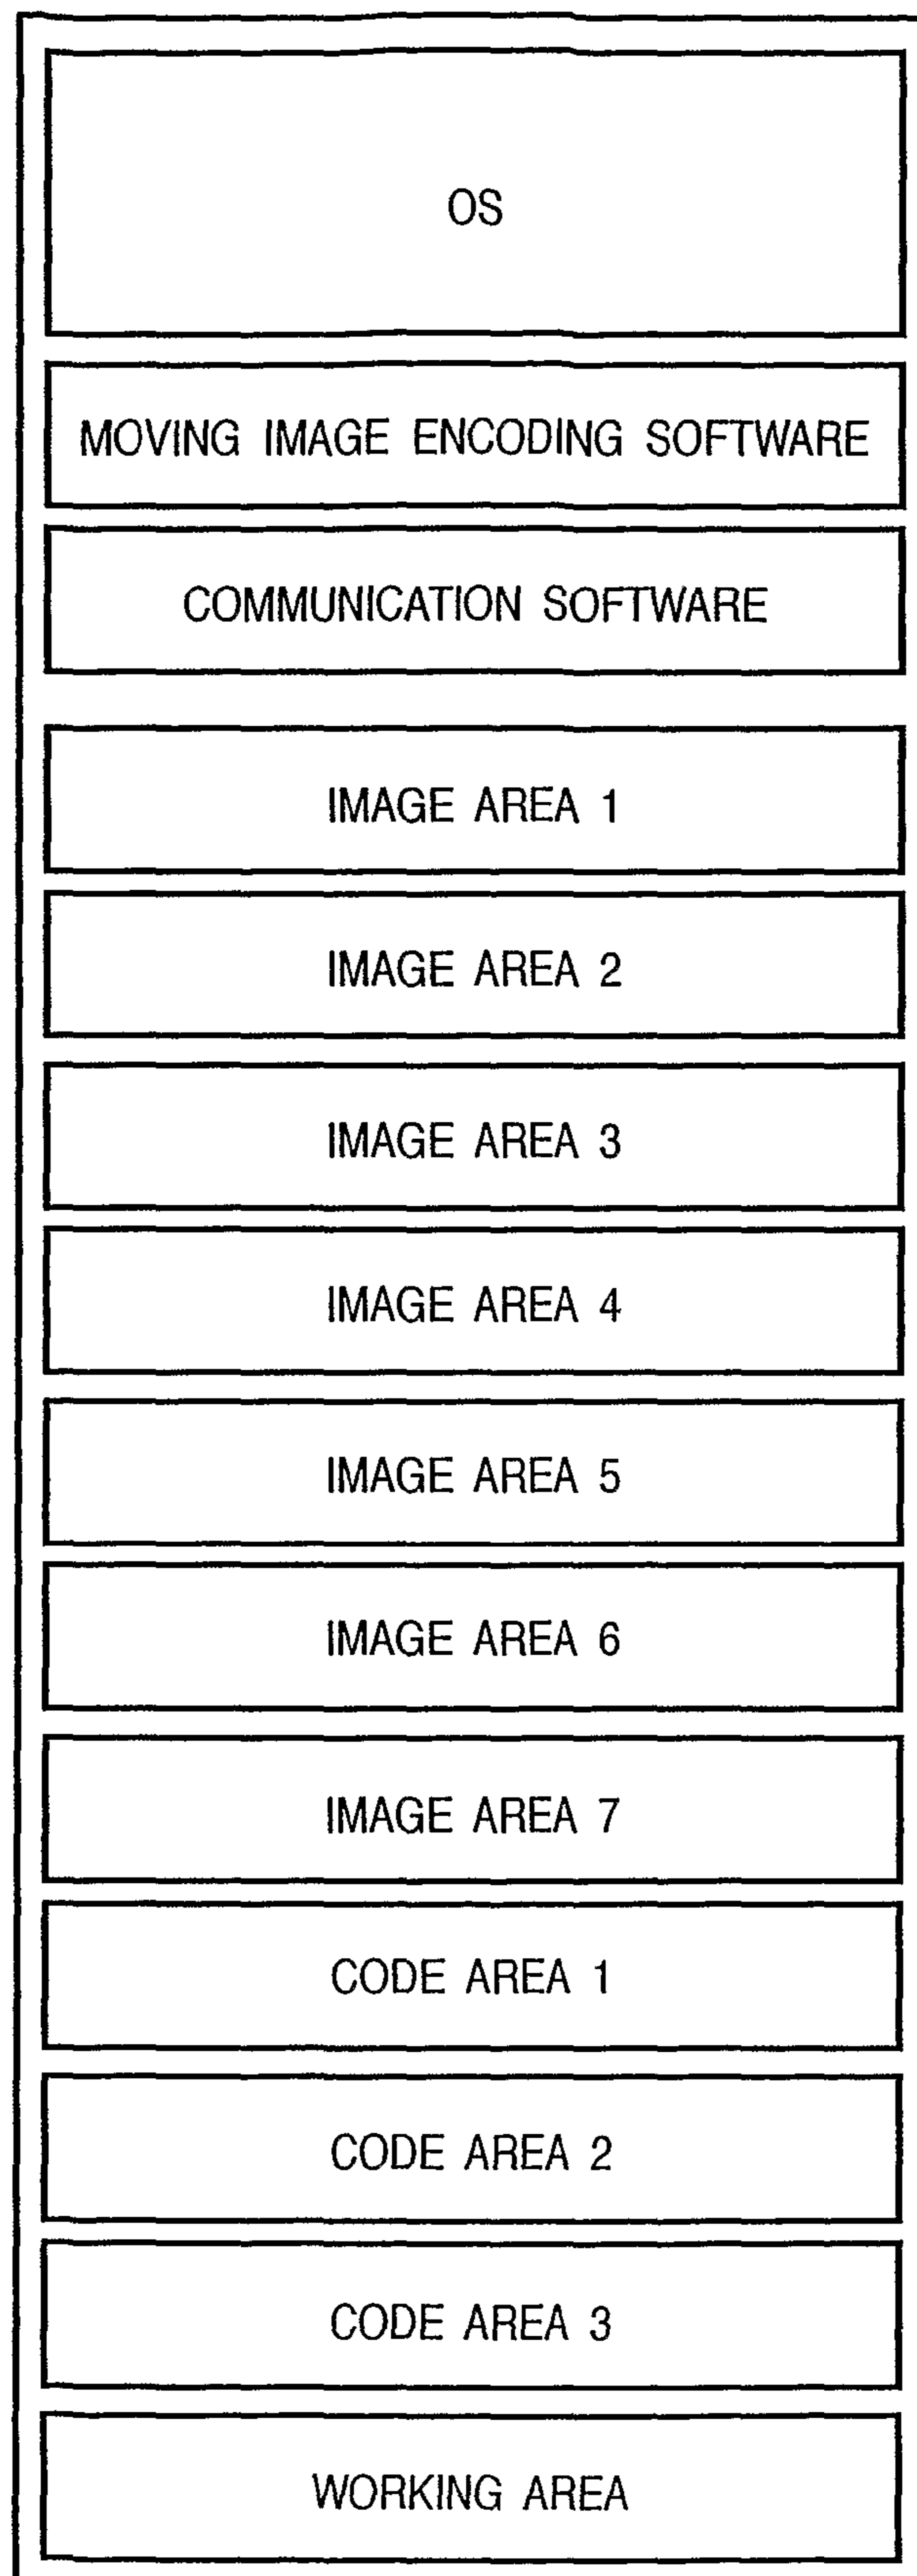 OS
MOVING IMAGE ENCODING SOFTWARE
COMMUNICATION SOFTWARE
IMAGE AREA 1
IMAGE AREA 2
IMAGE AREA 3
IMAGE AREA 4
IMAGE AREA 5
IMAGE AREA 6
IMAGE AREA 7
CODE AREA 1
CODE AREA 2
CODE AREA 3
WORKING AREA